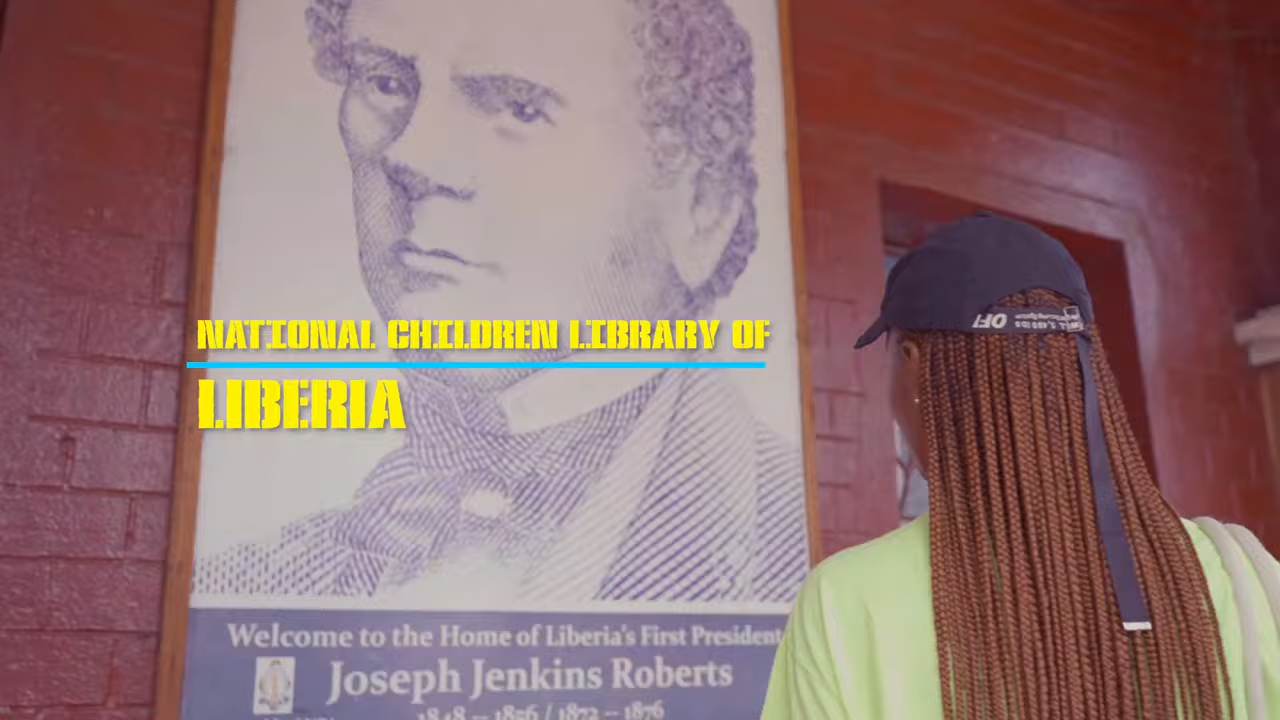 NATIONAL CHILDREN LIBRARY OF
LIBERIA
Welcome to the Home of Liberia's First President
Joseph Jenkins Roberts
1848 – 1856 / 1872 – 1876
OFF